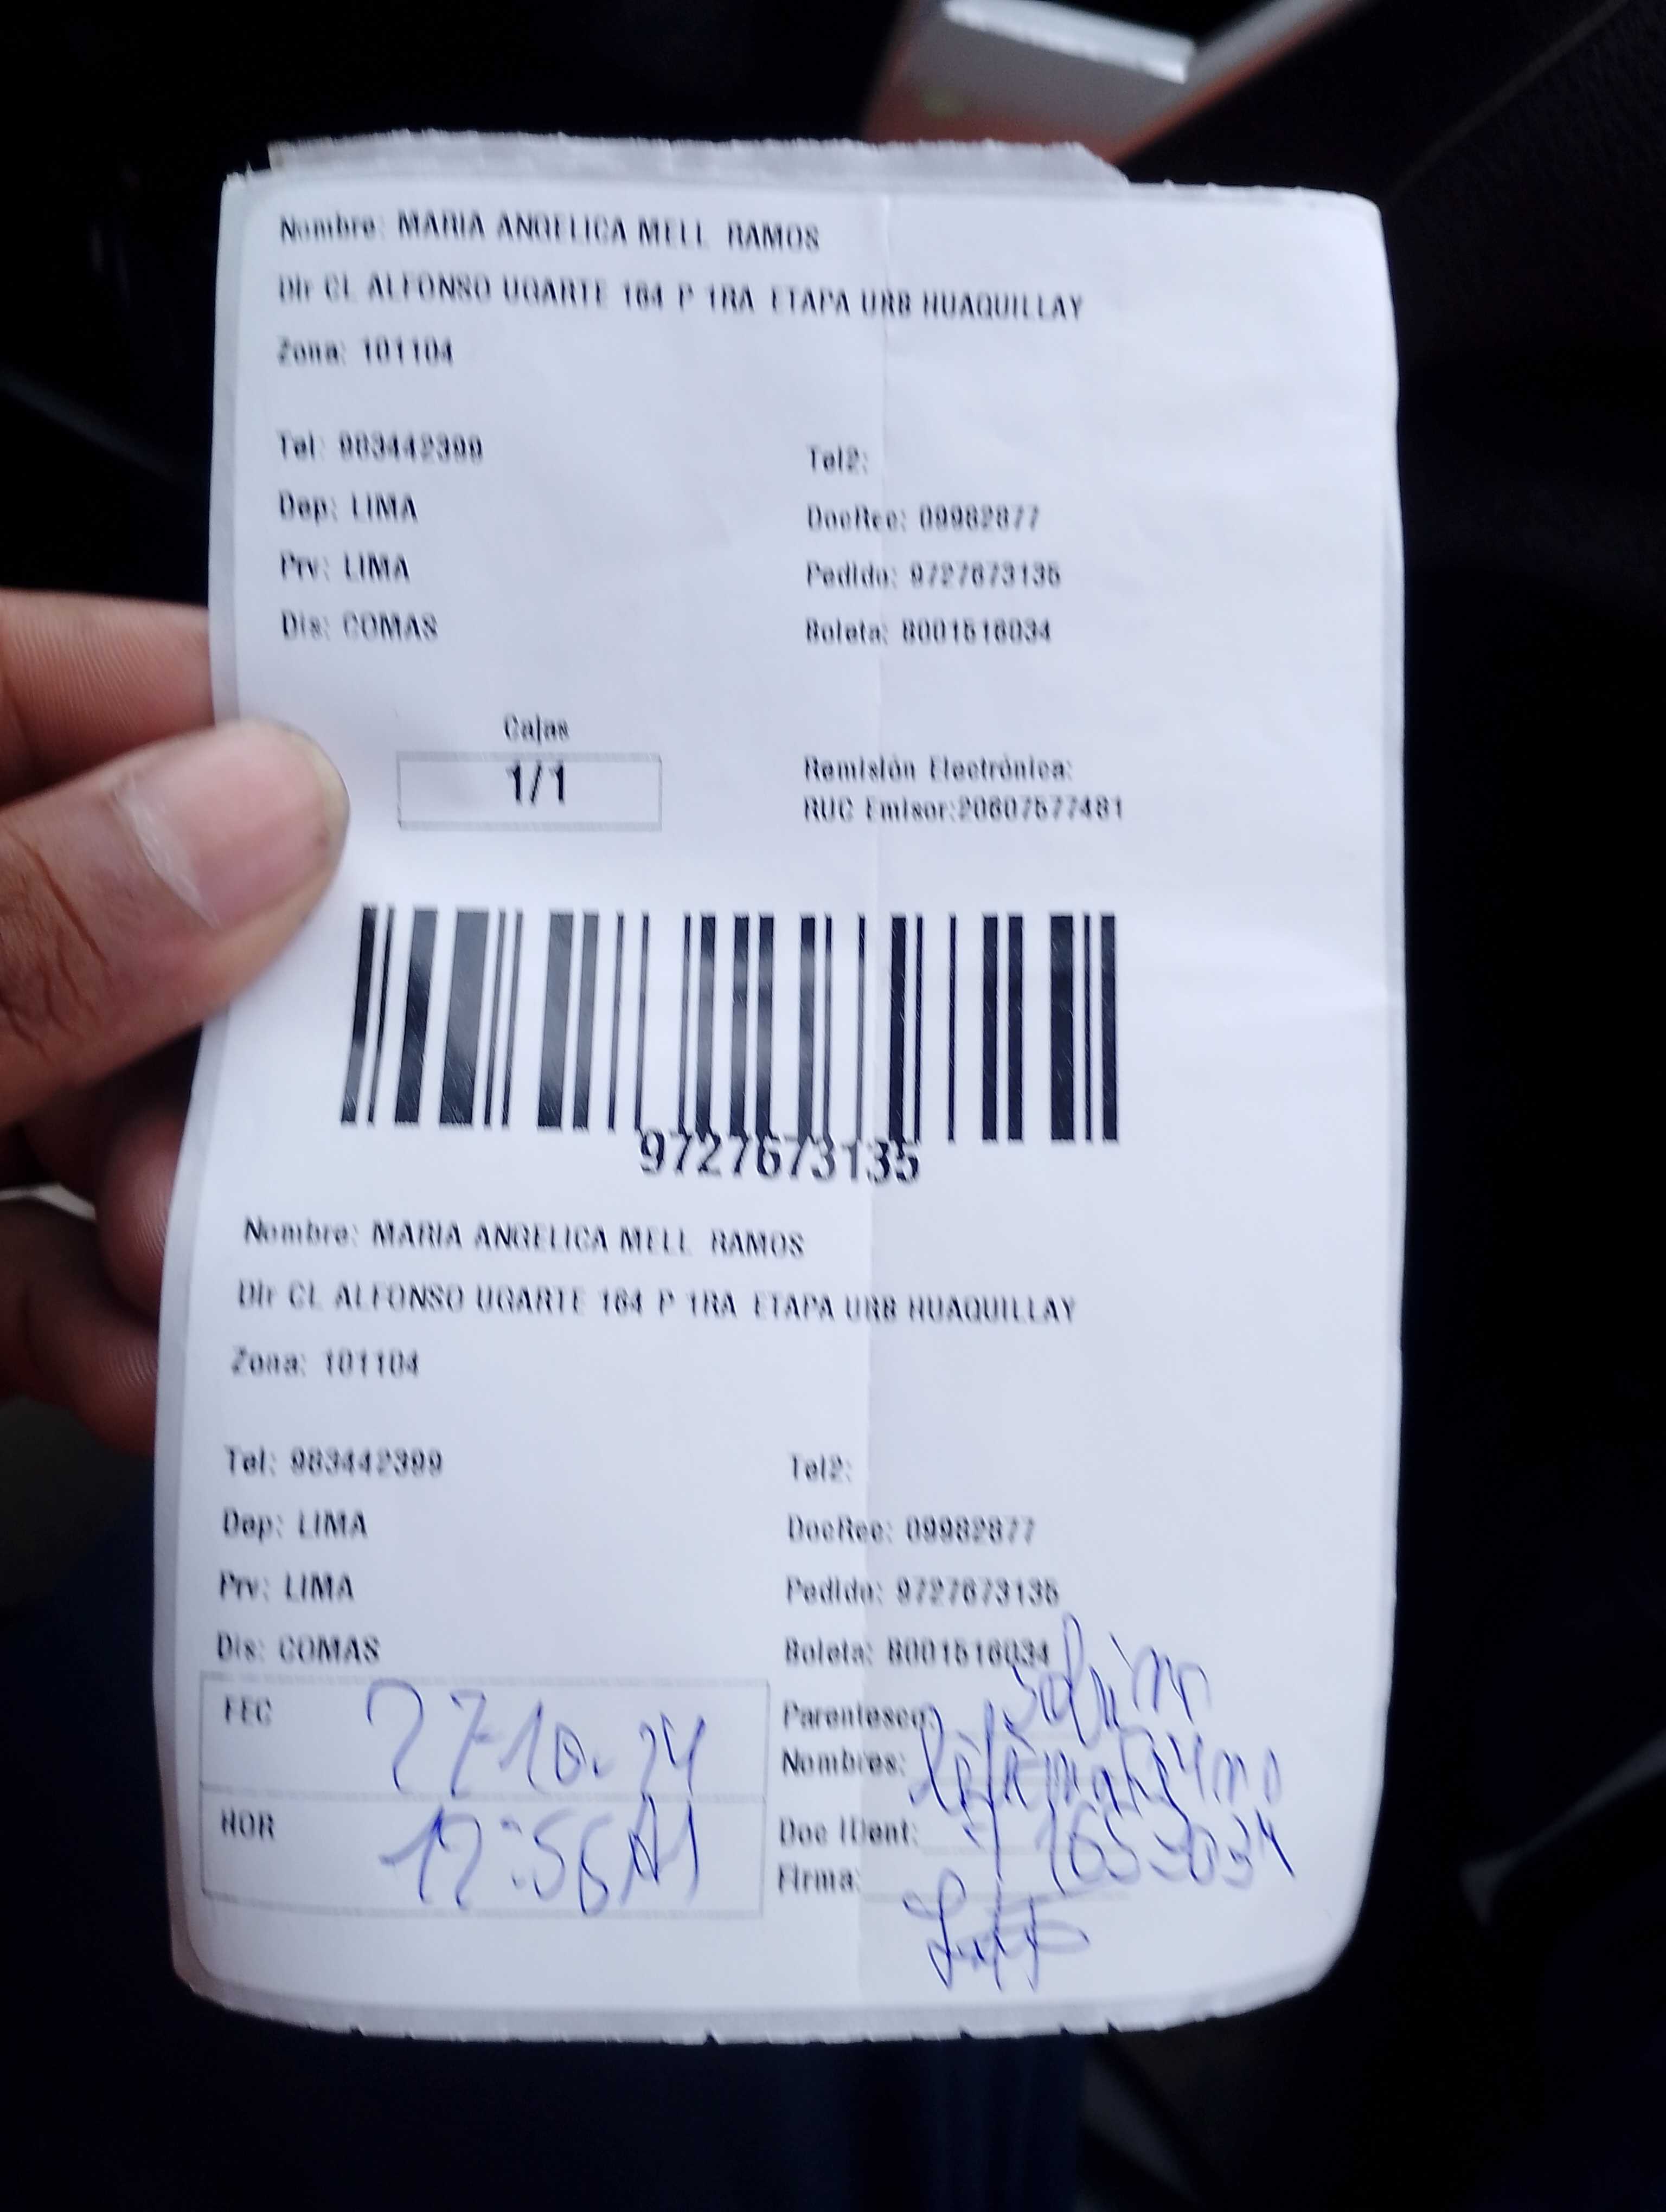 Nombre: MARIA ANGELICA MELL RAMOS
Dir CL ALFONSO UGARTE 164 P 1RA ETAPA URB HUAQUILLAY
Zona: 101104
Tel: 983442399 Tel2:
Dep: LIMA DocRec: 09982877
Prv: LIMA Pedido: 9727673135
Dis: COMAS Boleta: 8001516034
Cajas
1/1
Remisión Electrónica:
RUC Emisor:20607577481
9727673135
Nombre: MARIA ANGELICA MELL RAMOS
Dir CL ALFONSO UGARTE 164 P 1RA ETAPA URB HUAQUILLAY
Zona: 101104
Tel: 983442399 Tel2:
Dep: LIMA DocRec: 09982877
Prv: LIMA Pedido: 9727673135
Dis: COMAS Boleta: 8001516034
FEC 27-10-24
HOR 12:56
Parentesco:
Nombres:
Doc IDent:
Firma: